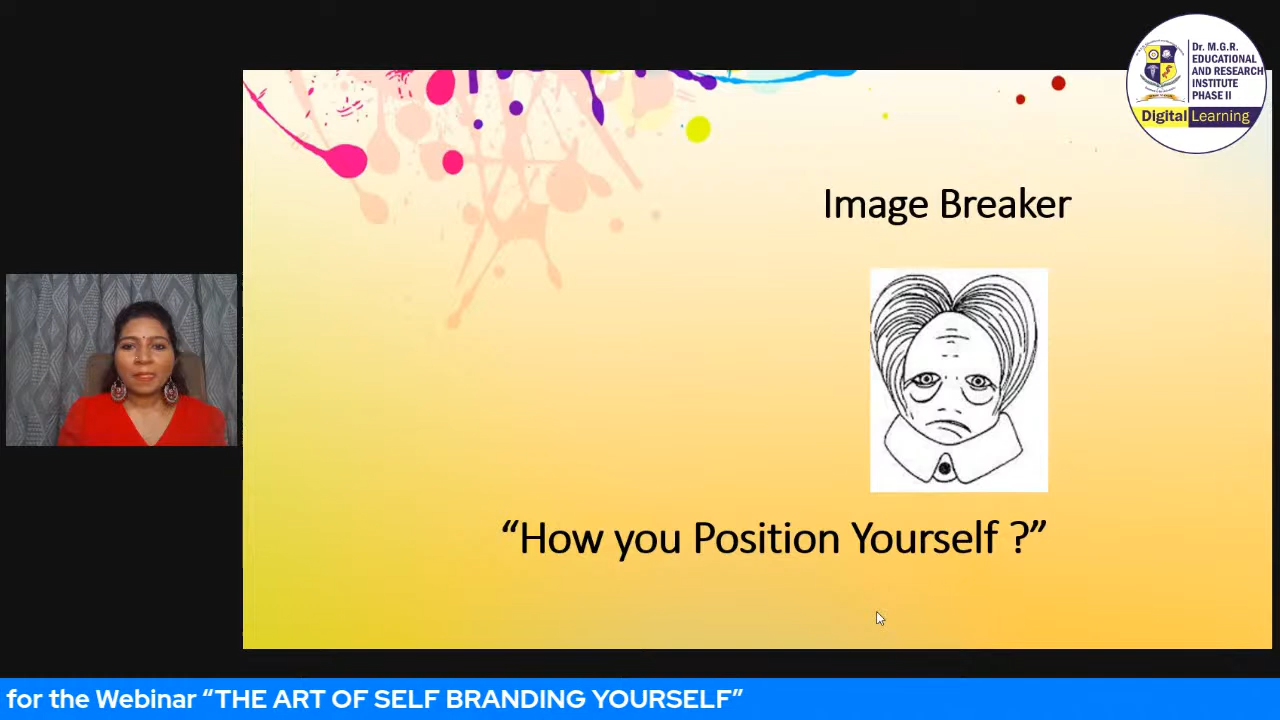 Dr. M.G.R.
EDUCATIONAL
AND RESEARCH
INSTITUTE
PHASE II
Digital Learning
Image Breaker
“How you Position Yourself ?”
for the Webinar “THE ART OF SELF BRANDING YOURSELF”